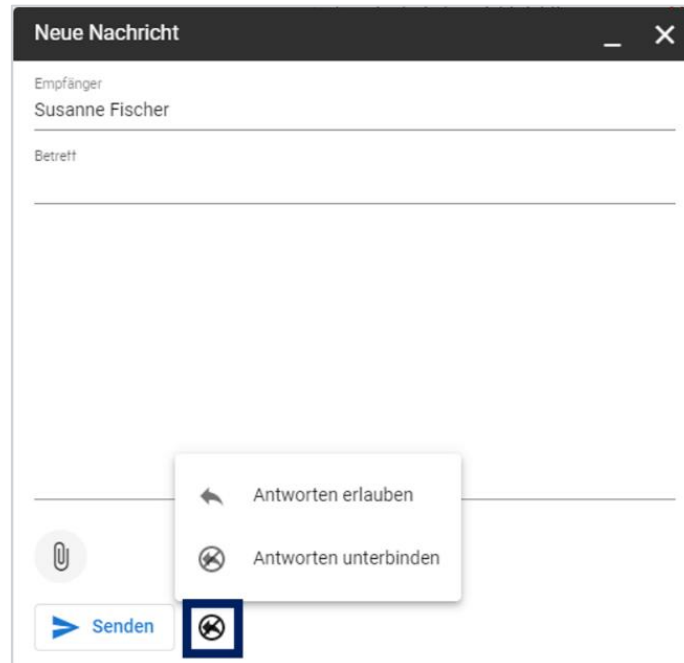 Neue Nachricht
Empfänger
Susanne Fischer
Betreff
Antworten erlauben
Antworten unterbinden
Senden